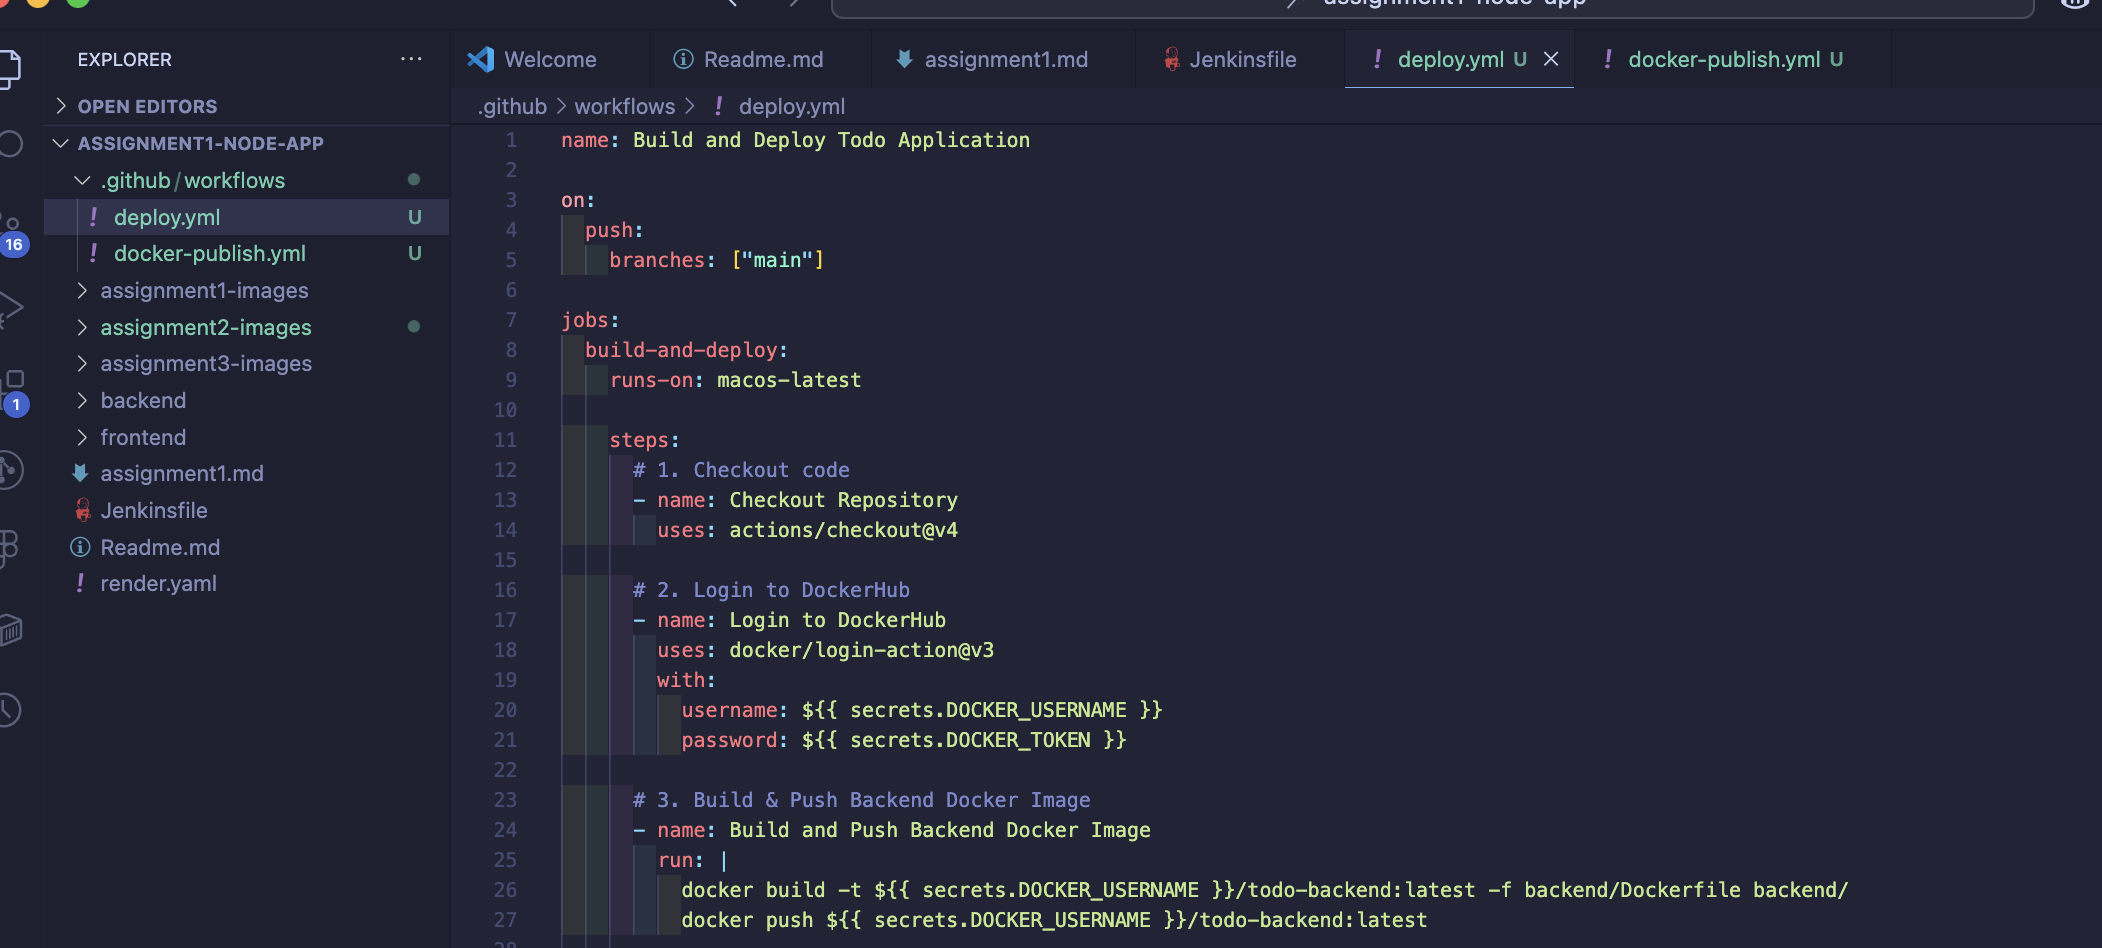 assignment1-node-app
EXPLORER
Welcome
Readme.md
assignment1.md
Jenkinsfile
! deploy.yml U
! docker-publish.yml U
OPEN EDITORS
ASSIGNMENT1-NODE-APP
.github/workflows
! deploy.yml U
! docker-publish.yml U
assignment1-images
assignment2-images
assignment3-images
backend
frontend
assignment1.md
Jenkinsfile
Readme.md
! render.yaml
16
1
.github > workflows > ! deploy.yml
1 name: Build and Deploy Todo Application
2
3 on:
4 push:
5 branches: ["main"]
6
7 jobs:
8 build-and-deploy:
9 runs-on: macos-latest
10
11 steps:
12 # 1. Checkout code
13 - name: Checkout Repository
14 uses: actions/checkout@v4
15
16 # 2. Login to DockerHub
17 - name: Login to DockerHub
18 uses: docker/login-action@v3
19 with:
20 username: ${{ secrets.DOCKER_USERNAME }}
21 password: ${{ secrets.DOCKER_TOKEN }}
22
23 # 3. Build & Push Backend Docker Image
24 - name: Build and Push Backend Docker Image
25 run: |
26 docker build -t ${{ secrets.DOCKER_USERNAME }}/todo-backend:latest -f backend/Dockerfile backend/
27 docker push ${{ secrets.DOCKER_USERNAME }}/todo-backend:latest